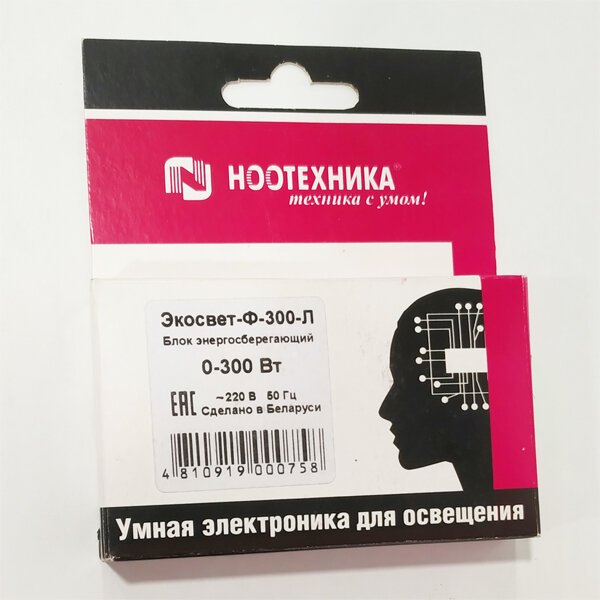 НООТЕХНИКА®
техника с умом!
Экосвет-Ф-300-Л
Блок энергосберегающий
0-300 Вт
EAC ~220 В 50 Гц
Сделано в Беларуси
4 810919 000758
Умная электроника для освещения